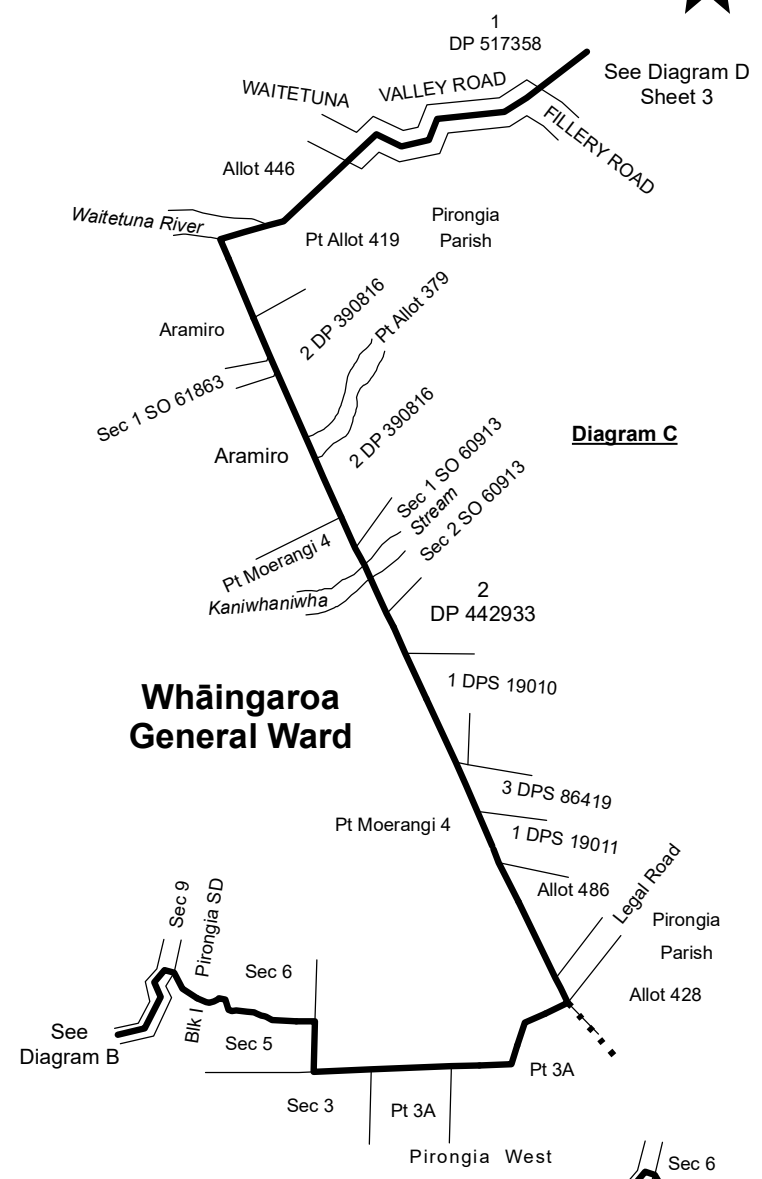 1
DP 517358
See Diagram D
Sheet 3
WAITETUNA VALLEY ROAD
FILLERY ROAD
Allot 446
Waitetuna River
Pirongia
Parish
Pt Allot 419
2 DP 390816
Pt Allot 379
Aramiro
Sec 1 SO 61863
2 DP 390816
Diagram C
Aramiro
Sec 1 SO 60913
Stream
Sec 2 SO 60913
Pt Moerangi 4
Kaniwhaniwha
2
DP 442933
1 DPS 19010
Whāingaroa
General Ward
3 DPS 86419
Pt Moerangi 4
1 DPS 19011
Allot 486
Legal Road
Pirongia
Parish
Allot 428
Sec 9
Pirongia SD
Sec 6
Blk I
Sec 5
See
Diagram B
Pt 3A
Sec 3
Pt 3A
Pirongia West
Sec 6